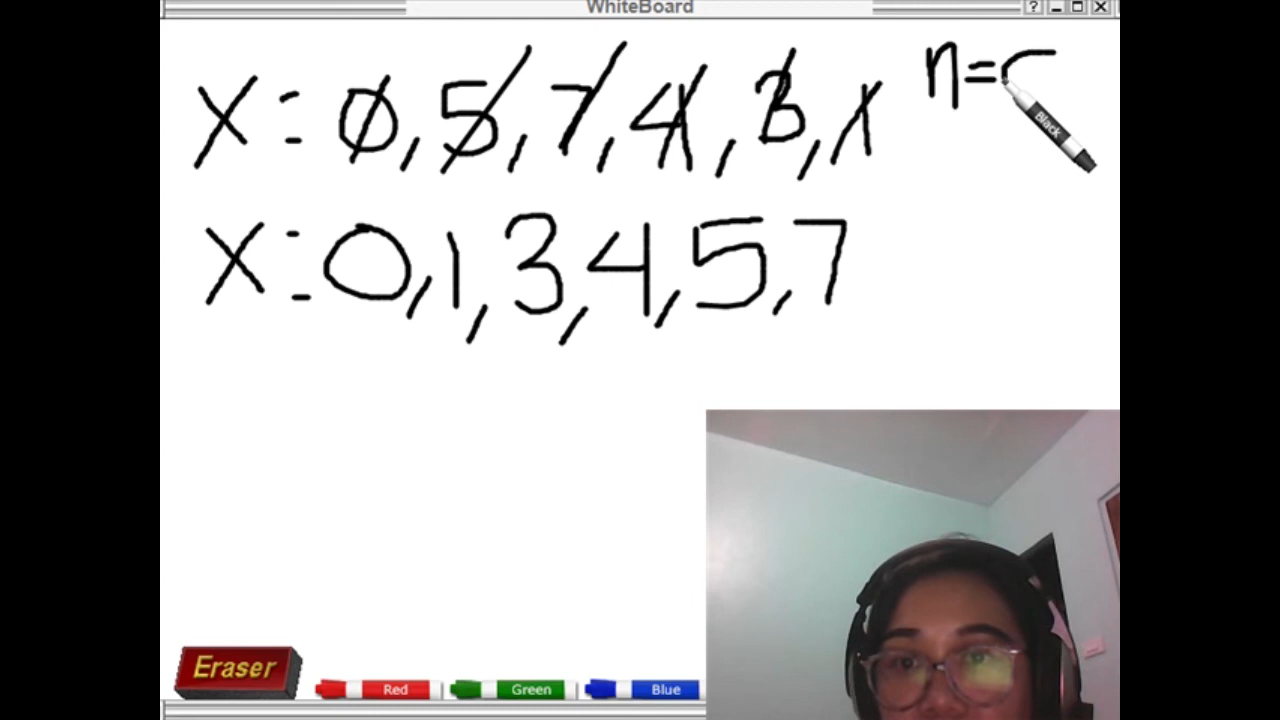 WhiteBoard
X = 0, 5, 7, 4, 3, 1 n =
X = 0, 1, 3, 4, 5, 7
Black
Eraser
Red Green Blue